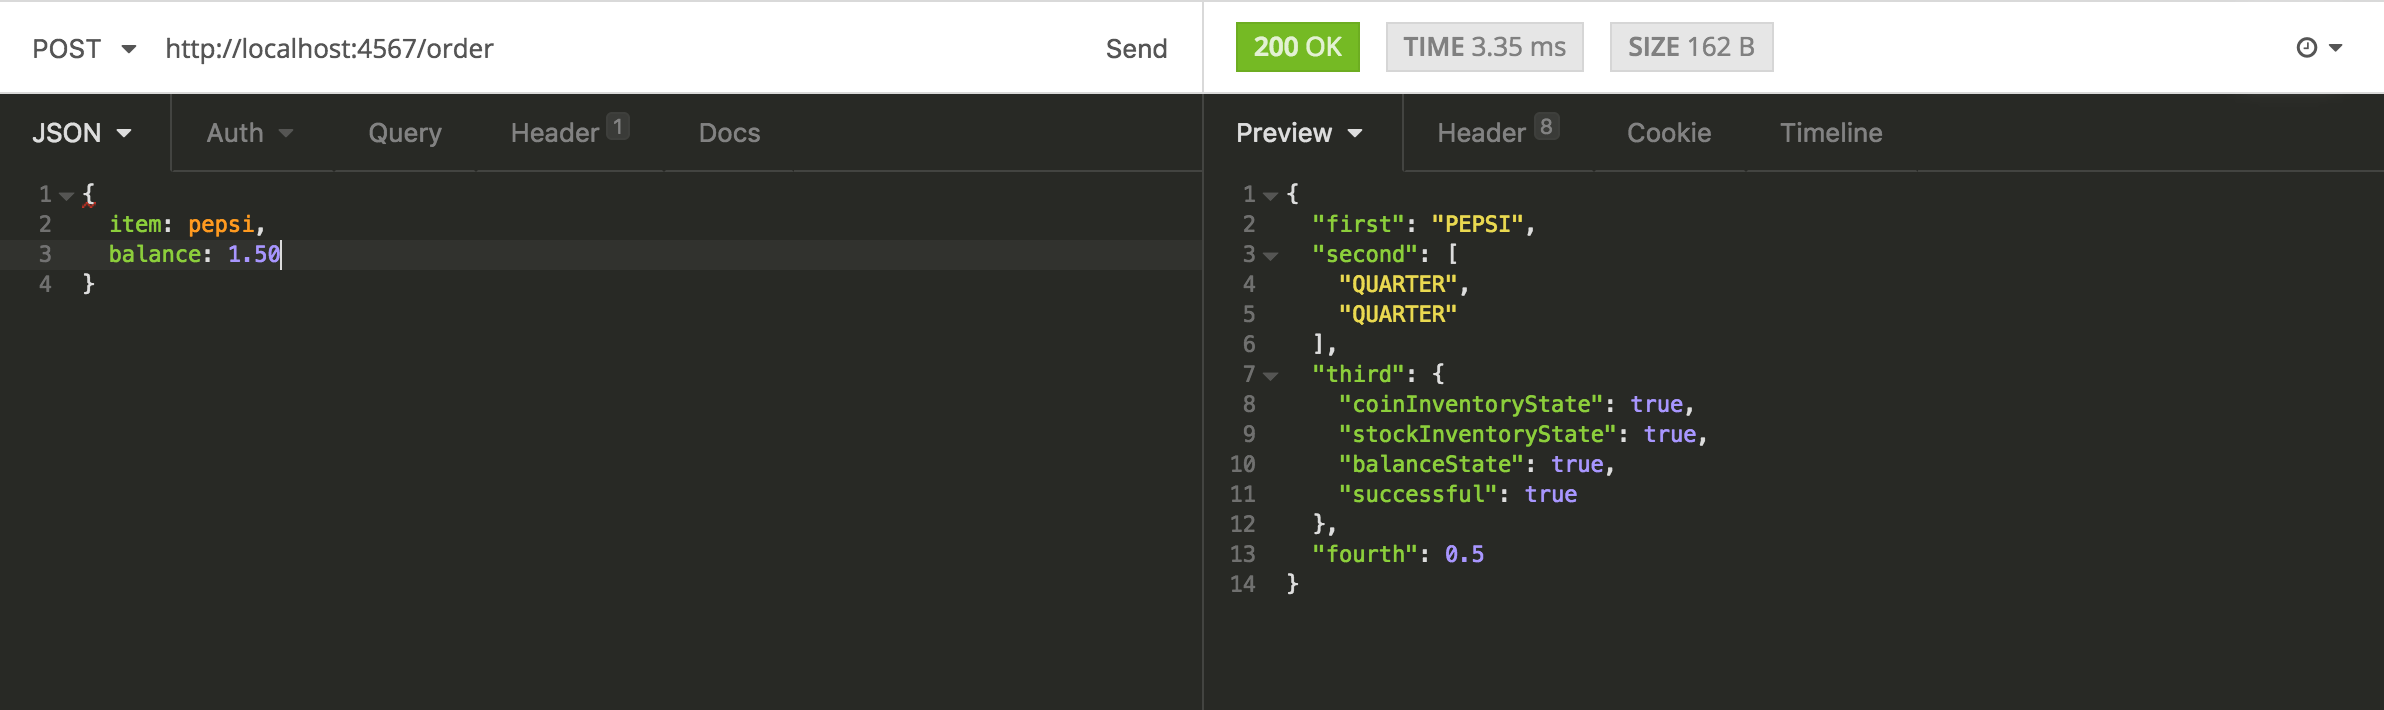 POST http://localhost:4567/order Send
200 OK TIME 3.35 ms SIZE 162 B
JSON Auth Query Header 1 Docs
1 {
2 item: pepsi,
3 balance: 1.50
4 }
Preview Header 8 Cookie Timeline
1 {
2 "first": "PEPSI",
3 "second": [
4 "QUARTER",
5 "QUARTER"
6 ],
7 "third": {
8 "coinInventoryState": true,
9 "stockInventoryState": true,
10 "balanceState": true,
11 "successful": true
12 },
13 "fourth": 0.5
14 }